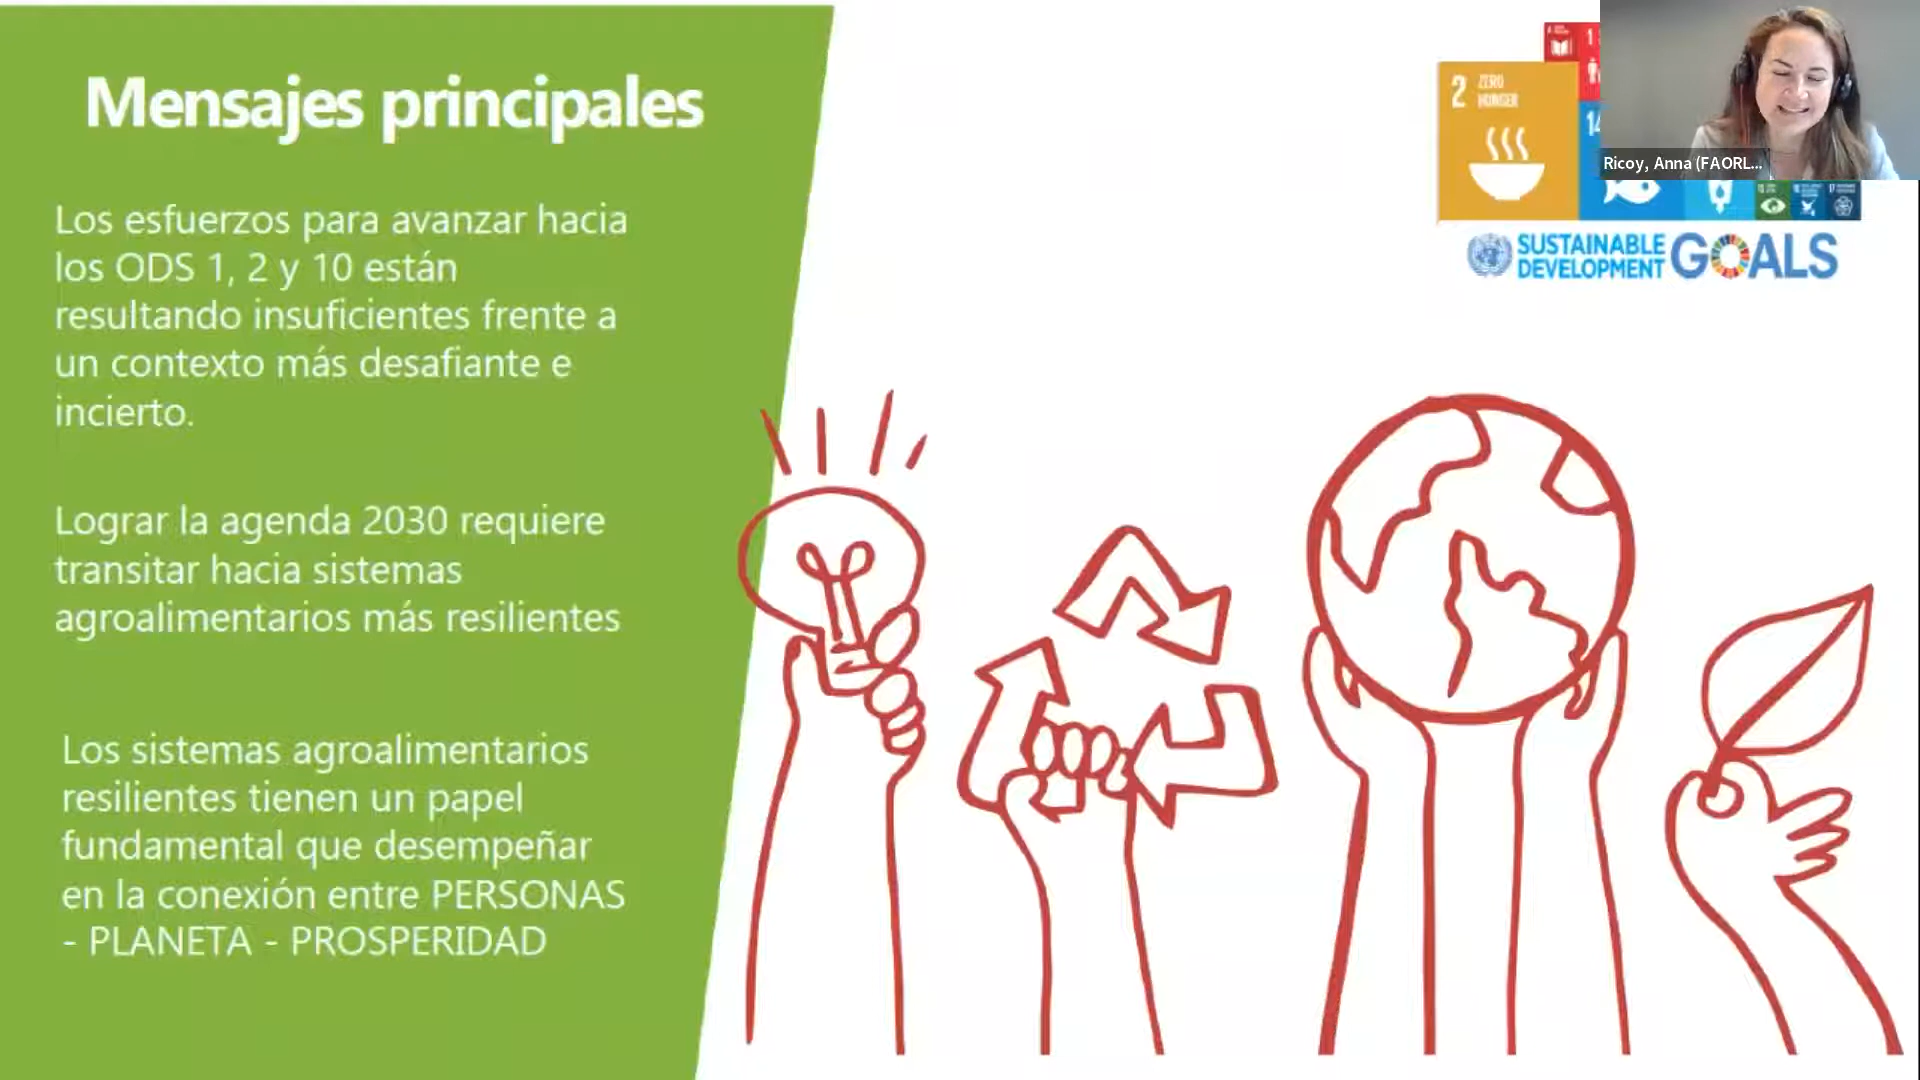 Mensajes principales
Los esfuerzos para avanzar hacia
los ODS 1, 2 y 10 están
resultando insuficientes frente a
un contexto más desafiante e
incierto.
Lograr la agenda 2030 requiere
transitar hacia sistemas
agroalimentarios más resilientes
Los sistemas agroalimentarios
resilientes tienen un papel
fundamental que desempeñar
en la conexión entre PERSONAS
- PLANETA - PROSPERIDAD
2 ZERO
HUNGER
1
14
Ricoy, Anna (FAORL...
SUSTAINABLE
DEVELOPMENT
GOALS